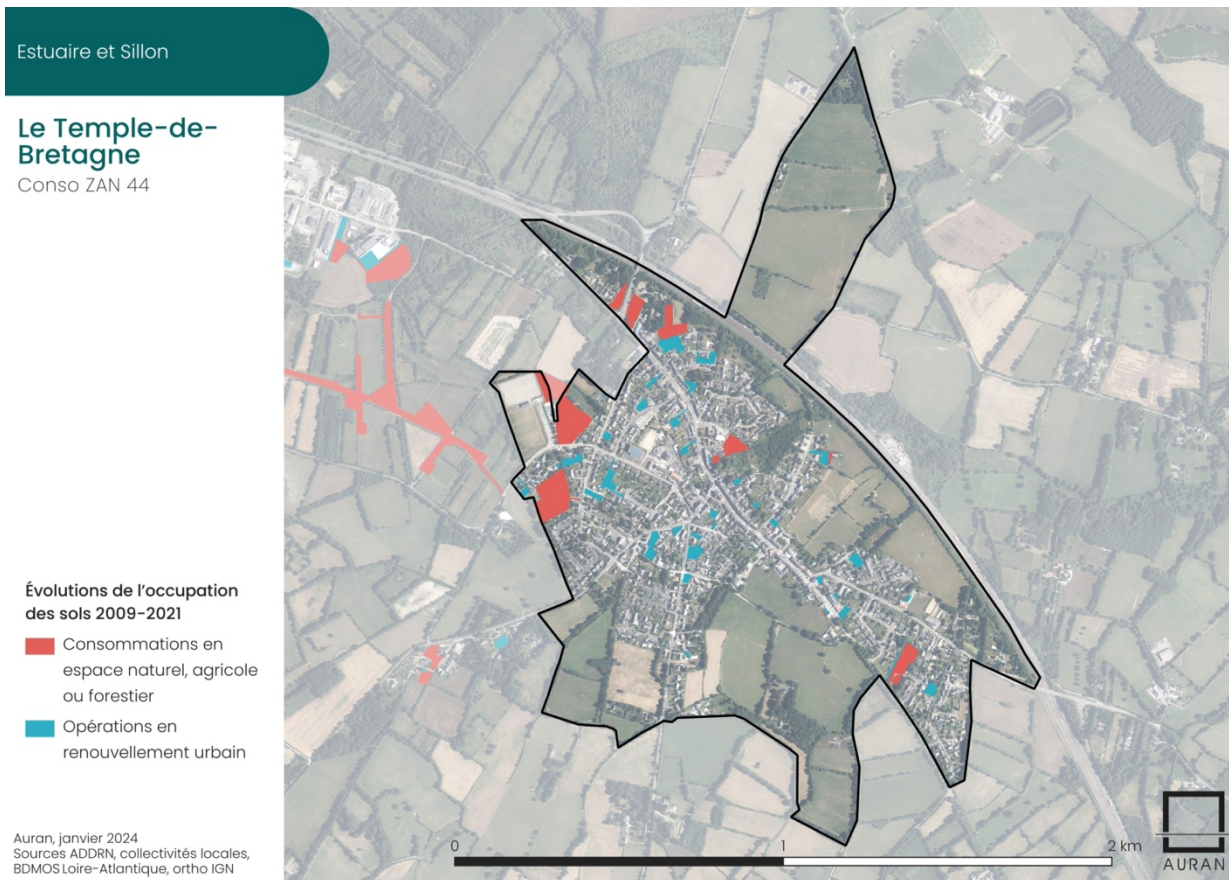 Estuaire et Sillon
Le Temple-de-
Bretagne
Conso ZAN 44
Évolutions de l'occupation
des sols 2009-2021
Consommations en
espace naturel, agricole
ou forestier
Opérations en
renouvellement urbain
Auran, janvier 2024
Sources ADDRN, collectivités locales,
BDMOS Loire-Atlantique, ortho IGN
0
1
2 km
AURAN